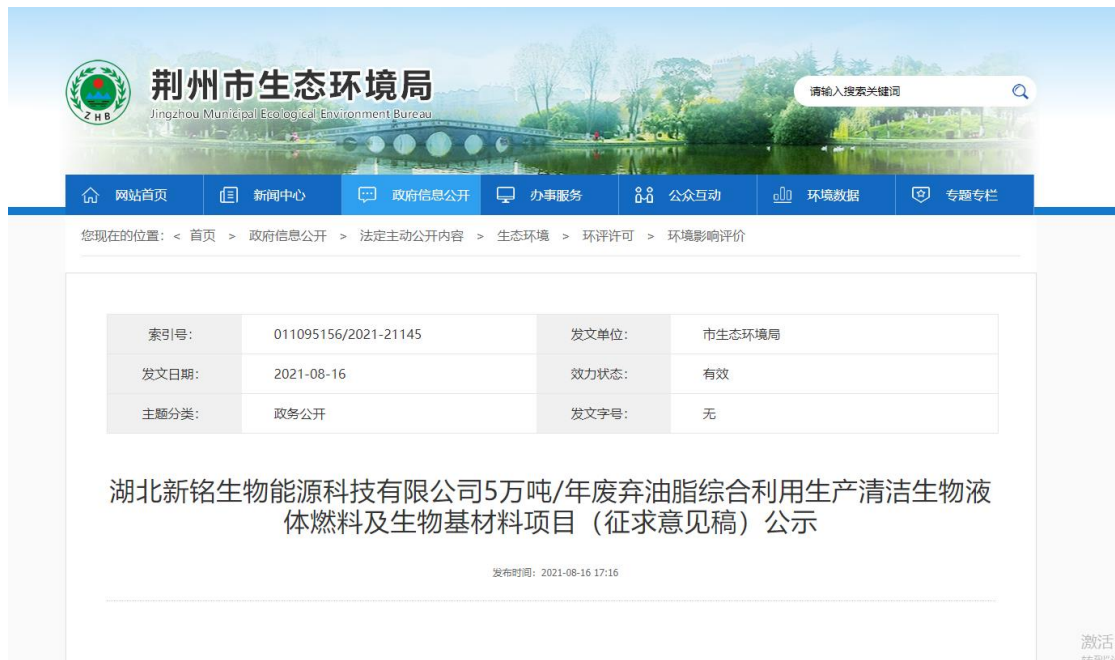 荆州市生态环境局
Jingzhou Municipal Ecological Environment Bureau
ZHB
请输入搜索关键词
网站首页 新闻中心 政府信息公开 办事服务 公众互动 环境数据 专题专栏
您现在的位置：< 首页 > 政府信息公开 > 法定主动公开内容 > 生态环境 > 环评许可 > 环境影响评价
索引号： 011095156/2021-21145 发文单位： 市生态环境局
发文日期： 2021-08-16 效力状态： 有效
主题分类： 政务公开 发文字号： 无
湖北新铭生物能源科技有限公司5万吨/年废弃油脂综合利用生产清洁生物液
体燃料及生物基材料项目（征求意见稿）公示
发布时间：2021-08-16 17:16
激活